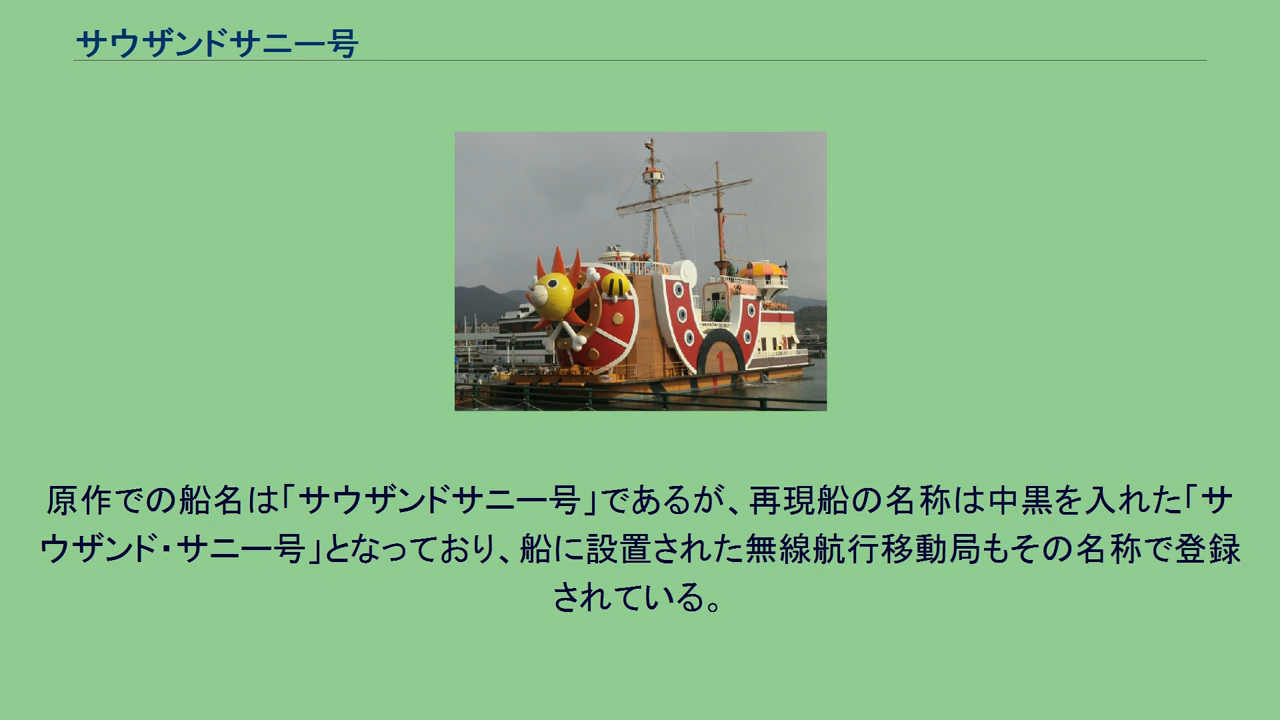 サウザンドサニー号
1
原作での船名は「サウザンドサニー号」であるが、再現船の名称は中黒を入れた「サ
ウザンド・サニー号」となっており、船に設置された無線航行移動局もその名称で登録
されている。